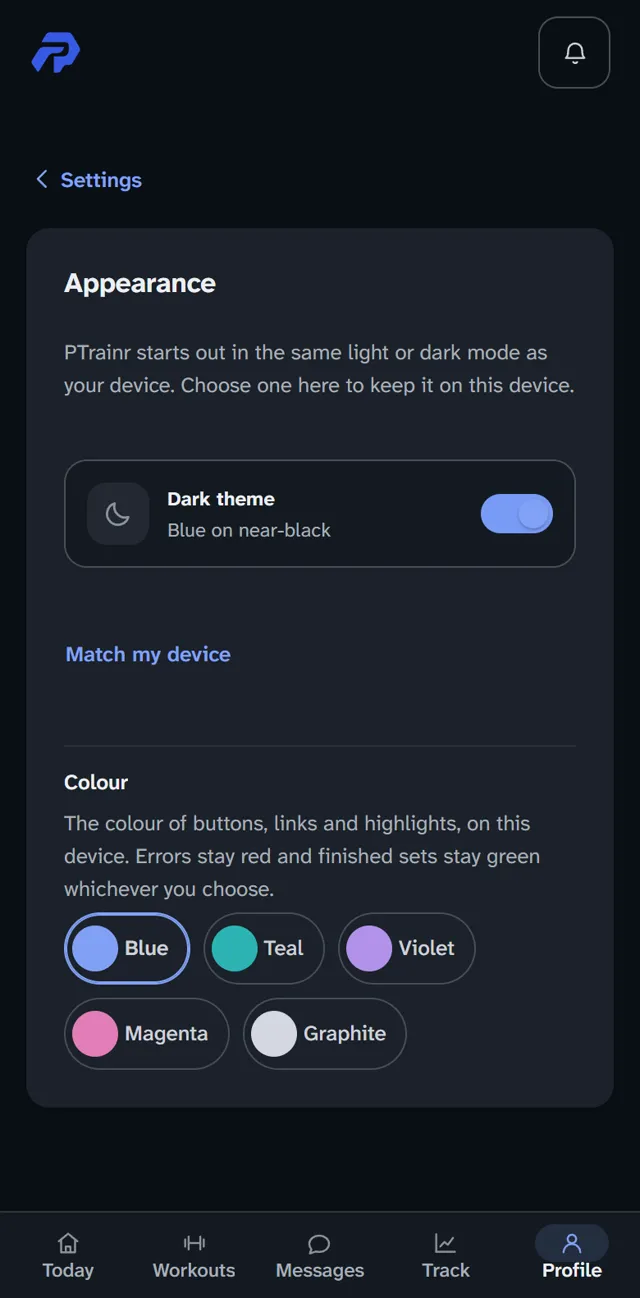 Settings
Appearance
PTrainr starts out in the same light or dark mode as
your device. Choose one here to keep it on this device.
Dark theme
Blue on near-black
Match my device
Colour
The colour of buttons, links and highlights, on this
device. Errors stay red and finished sets stay green
whichever you choose.
Blue
Teal
Violet
Magenta
Graphite
Today
Workouts
Messages
Track
Profile